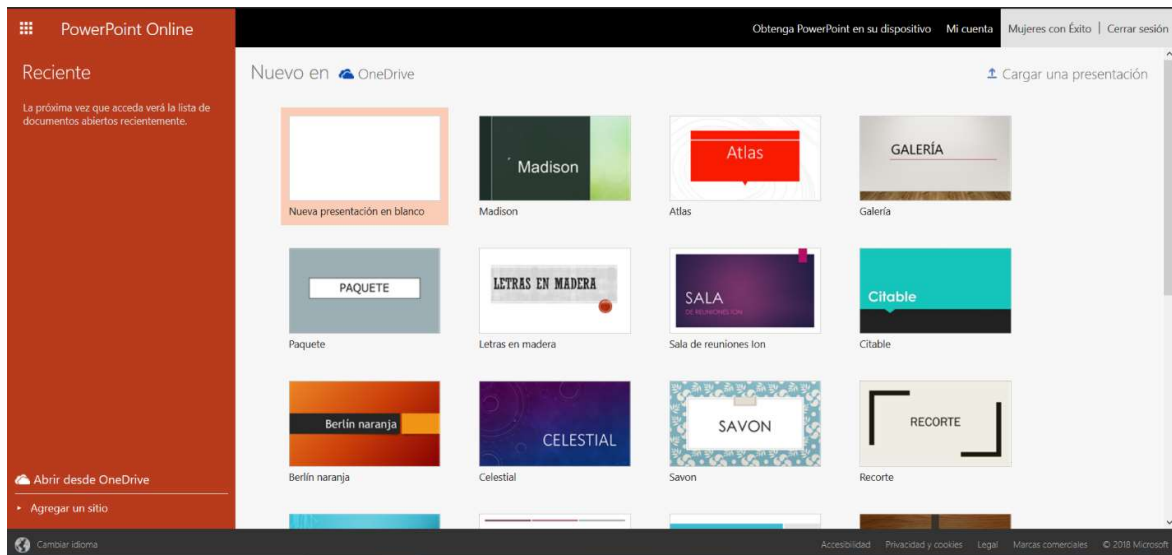 PowerPoint Online
Obtenga PowerPoint en su dispositivo Mi cuenta Mujeres con Éxito | Cerrar sesión
Reciente
La próxima vez que acceda verá la lista de
documentos abiertos recientemente.
Abrir desde OneDrive
Agregar un sitio
Nuevo en OneDrive
Cargar una presentación
Nueva presentación en blanco
Madison
Madison
Atlas
Atlas
GALERÍA
Galería
PAQUETE
Paquete
LETRAS EN MADERA
Letras en madera
SALA
DE REUNIONES ION
Sala de reuniones Ion
Citable
Citable
Berlín naranja
Berlín naranja
CELESTIAL
Celestial
SAVON
Savon
RECORTE
Recorte
Cambiar idioma
Accesibilidad Privacidad y cookies Legal Marcas comerciales © 2018 Microsoft